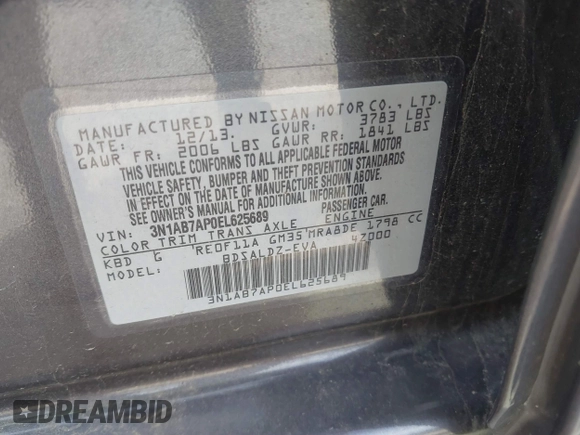 MANUFACTURED BY NISSAN MOTOR CO., LTD.
DATE: 12/13. GVWR: 3783 LBS
GAWR FR: 2006 LBS GAWR RR: 1841 LBS
THIS VEHICLE CONFORMS TO ALL APPLICABLE FEDERAL MOTOR
VEHICLE SAFETY, BUMPER AND THEFT PREVENTION STANDARDS
IN EFFECT ON THE DATE OF MANUFACTURE SHOWN ABOVE.
SEE OWNER'S MANUAL FOR ADDITIONAL INFORMATION.
VIN: 3N1AB7AP0EL625689 PASSENGER CAR.
COLOR TRIM TRANS AXLE ENGINE
KBD G RE0F11A GM35 MRA8DE 1798 CC
MODEL: BDSALDZ-EVA 4Z000
3N1AB7AP0EL625689
DREAMBID